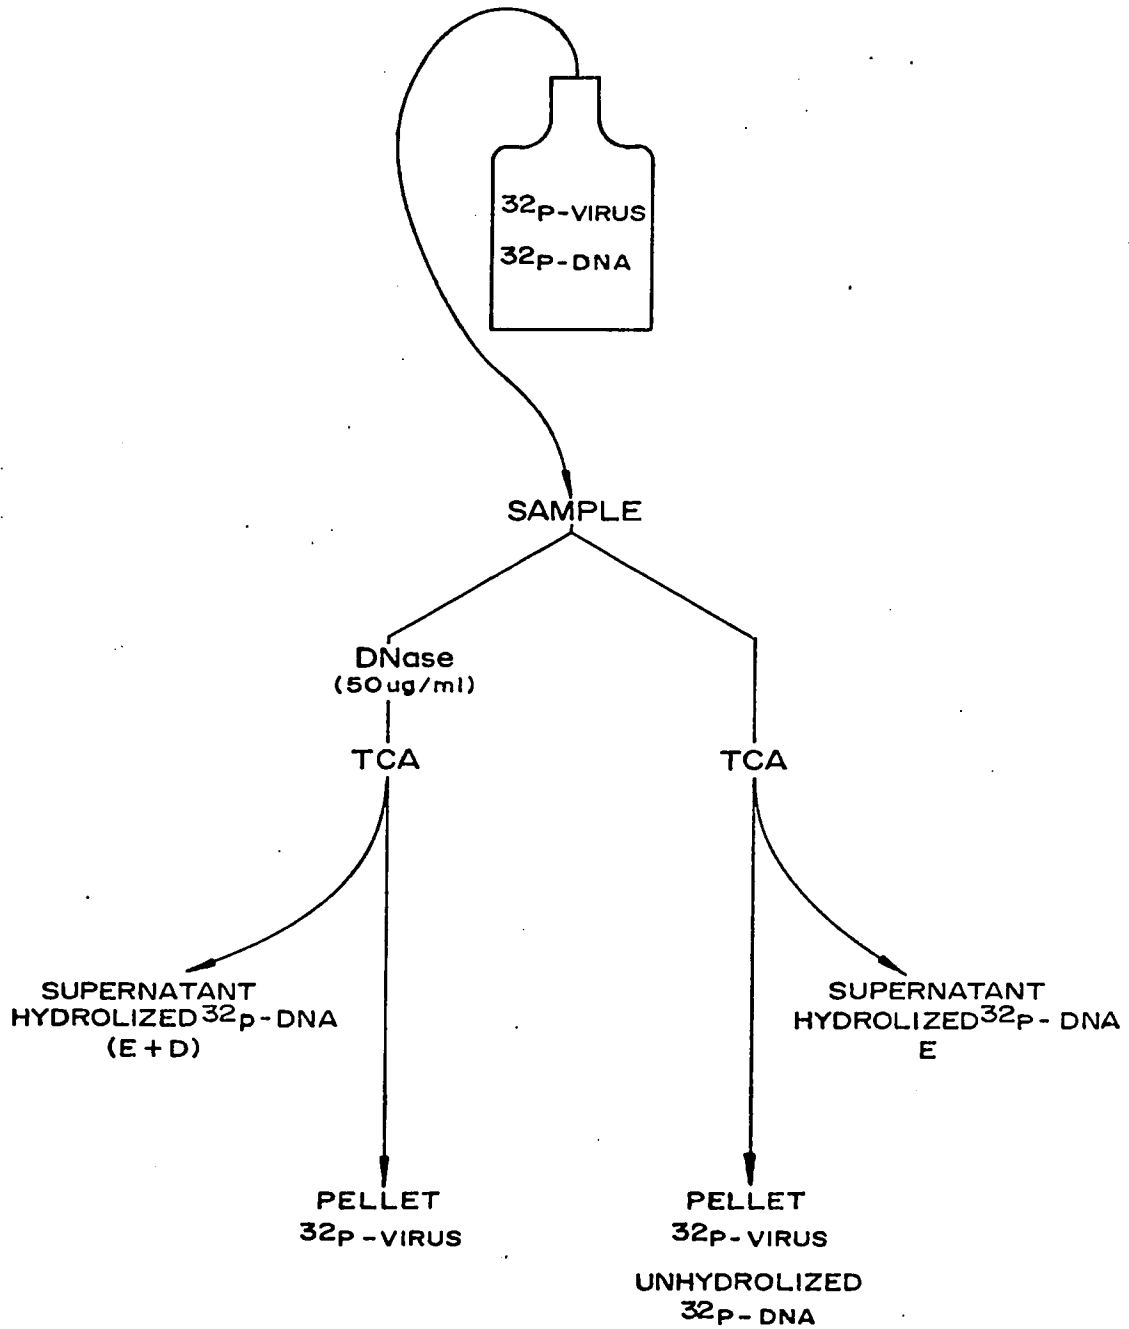 32P-VIRUS
32P-DNA
SAMPLE
DNase
(50ug/ml)
TCA
TCA
SUPERNATANT
HYDROLIZED 32P-DNA
(E+D)
SUPERNATANT
HYDROLIZED 32P-DNA
E
PELLET
32P-VIRUS
PELLET
32P-VIRUS
UNHYDROLIZED
32P-DNA